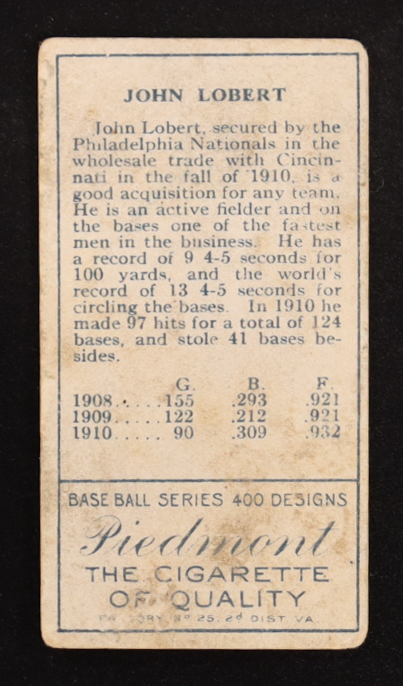 JOHN LOBERT
John Lobert, secured by the
Philadelphia Nationals in the
wholesale trade with Cincin-
nati in the fall of 1910, is a
good acquisition for any team.
He is an active fielder and on
the bases one of the fastest
men in the business. He has
a record of 9 4-5 seconds for
100 yards, and the world's
record of 13 4-5 seconds for
circling the bases. In 1910 he
made 97 hits for a total of 124
bases, and stole 41 bases be-
sides.
G. B. F.
1908......155 .293 .921
1909......122 .212 .921
1910...... 90 .309 .932
BASE BALL SERIES 400 DESIGNS
Piedmont
THE CIGARETTE
OF QUALITY
FACTORY Nº 25. 2d DIST. VA.